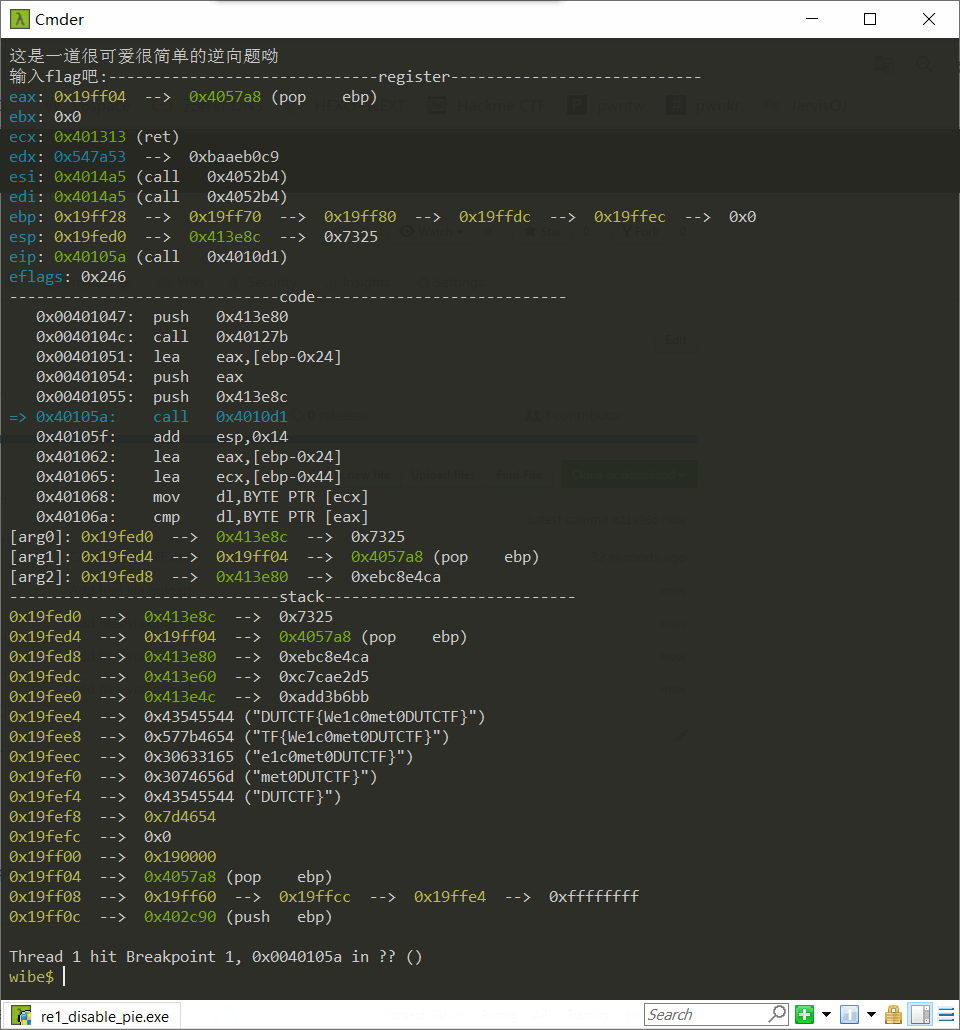 Cmder
这是一道很可爱很简单的逆向题呦
输入flag吧:------------------------------register----------------------------
eax: 0x19ff04  -->  0x4057a8 (pop    ebp)
ebx: 0x0
ecx: 0x401313 (ret)
edx: 0x547a53  -->  0xbaaeb0c9
esi: 0x4014a5 (call   0x4052b4)
edi: 0x4014a5 (call   0x4052b4)
ebp: 0x19ff28  -->  0x19ff70  -->  0x19ff80  -->  0x19ffdc  -->  0x19ffec  -->  0x0
esp: 0x19fed0  -->  0x413e8c  -->  0x7325
eip: 0x40105a (call   0x4010d1)
eflags: 0x246
------------------------------code----------------------------
   0x00401047:  push   0x413e80
   0x0040104c:  call   0x40127b
   0x00401051:  lea    eax,[ebp-0x24]
   0x00401054:  push   eax
   0x00401055:  push   0x413e8c
=> 0x40105a:    call   0x4010d1
   0x40105f:    add    esp,0x14
   0x401062:    lea    eax,[ebp-0x24]
   0x401065:    lea    ecx,[ebp-0x44]
   0x401068:    mov    dl,BYTE PTR [ecx]
   0x40106a:    cmp    dl,BYTE PTR [eax]
[arg0]: 0x19fed0  -->  0x413e8c  -->  0x7325
[arg1]: 0x19fed4  -->  0x19ff04  -->  0x4057a8 (pop    ebp)
[arg2]: 0x19fed8  -->  0x413e80  -->  0xebc8e4ca
------------------------------stack----------------------------
0x19fed0  -->  0x413e8c  -->  0x7325
0x19fed4  -->  0x19ff04  -->  0x4057a8 (pop    ebp)
0x19fed8  -->  0x413e80  -->  0xebc8e4ca
0x19fedc  -->  0x413e60  -->  0xc7cae2d5
0x19fee0  -->  0x413e4c  -->  0xadd3b6bb
0x19fee4  -->  0x43545544 ("DUTCTF{We1c0met0DUTCTF}")
0x19fee8  -->  0x577b4654 ("TF{We1c0met0DUTCTF}")
0x19feec  -->  0x30633165 ("e1c0met0DUTCTF}")
0x19fef0  -->  0x3074656d ("met0DUTCTF}")
0x19fef4  -->  0x43545544 ("DUTCTF}")
0x19fef8  -->  0x7d4654
0x19fefc  -->  0x0
0x19ff00  -->  0x190000
0x19ff04  -->  0x4057a8 (pop    ebp)
0x19ff08  -->  0x19ff60  -->  0x19ffcc  -->  0x19ffe4  -->  0xffffffff
0x19ff0c  -->  0x402c90 (push   ebp)
Thread 1 hit Breakpoint 1, 0x0040105a in ?? ()
wibe$
re1_disable_pie.exe
Search